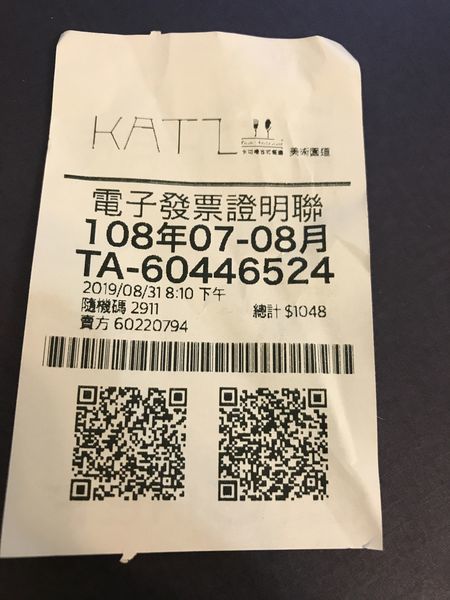 KATZ
美術園道
電子發票證明聯
108年07-08月
TA-60446524
2019/08/31 8:10 下午
隨機碼 2911 總計 $1048
賣方 60220794